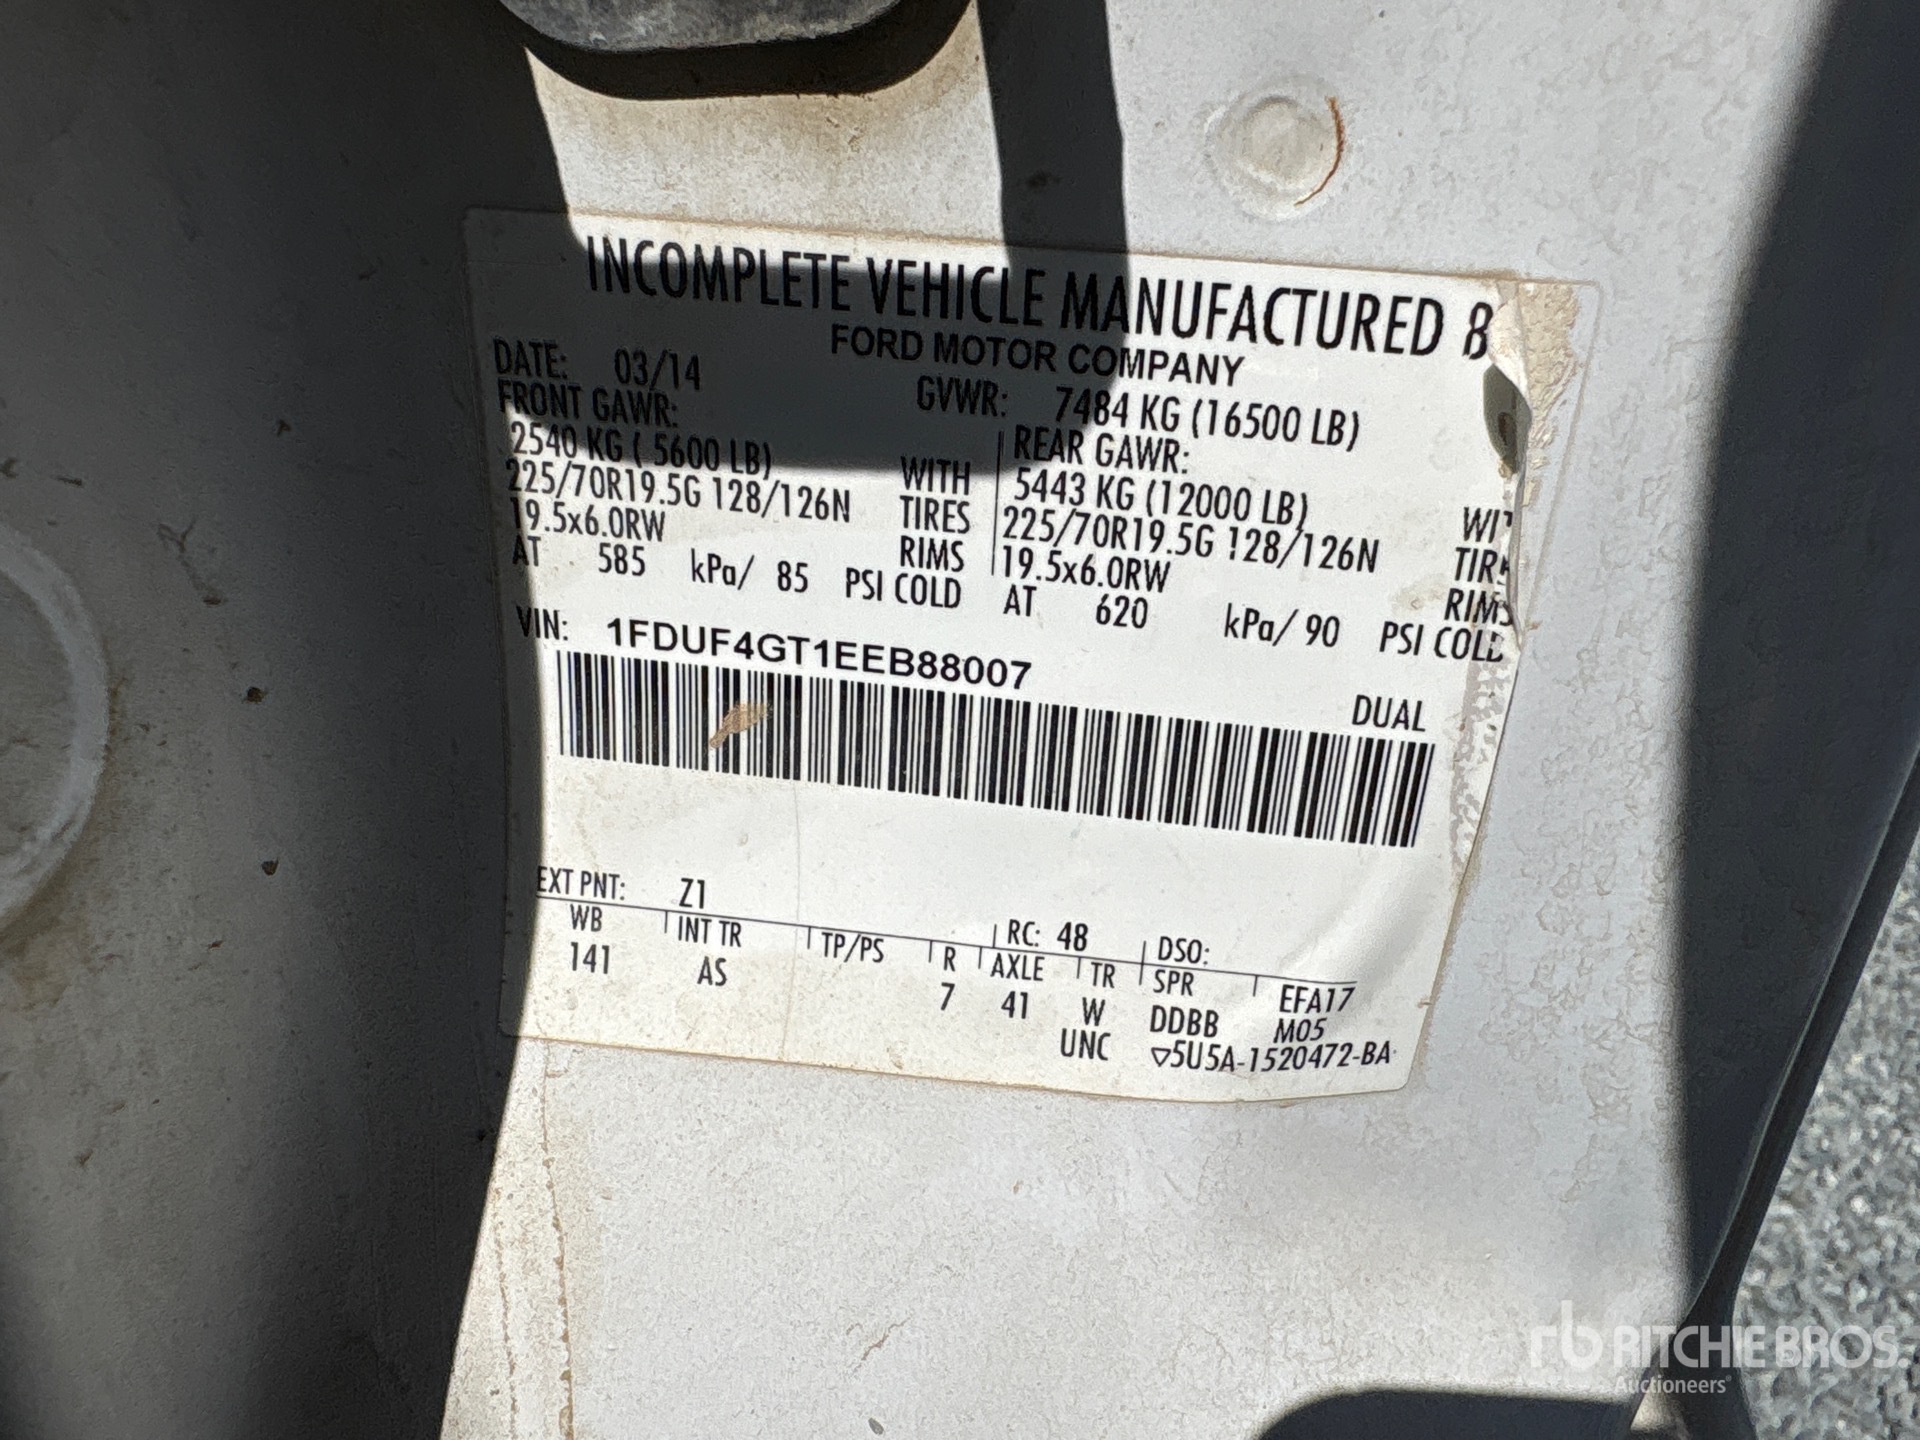 INCOMPLETE VEHICLE MANUFACTURED
FORD MOTOR COMPANY
DATE: 03/14 GVWR: 7484 KG (16500 LB)
FRONT GAWR: REAR GAWR:
2540 KG ( 5600 LB) WITH 5443 KG (12000 LB)
225/70R19.5G 128/126N TIRES 225/70R19.5G 128/126N
19.5x6.0RW RIMS 19.5x6.0RW RIMS
AT 585 kPa/ 85 PSI COLD AT 620 kPa/ 90 PSI COLD
VIN: 1FDUF4GT1EEB88007
DUAL
EXT PNT: Z1 RC: 48 DSO:
WB INT TR TP/PS R AXLE TR SPR EFA17
141 AS 7 41 W DDBB M05
UNC ▽5U5A-1520472-BA
rb RITCHIE BROS.
Auctioneers